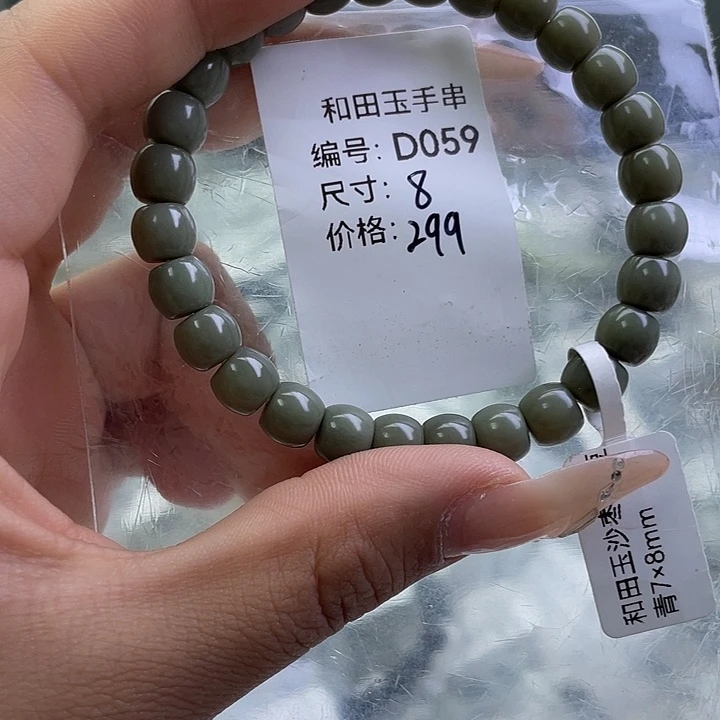 和田玉手串
编号: D059
尺寸: 8
价格: 299
和田玉沙枣
青7×8mm